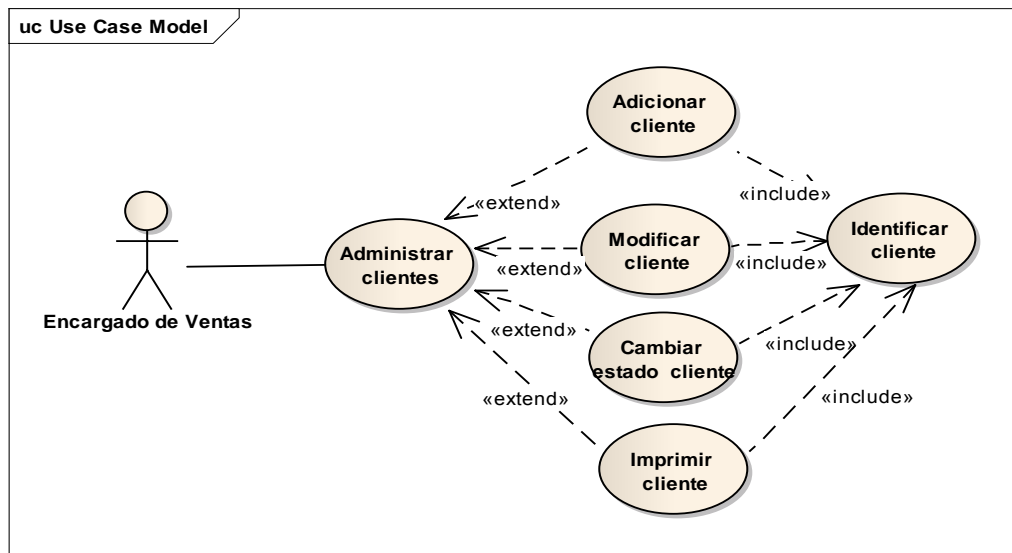 uc Use Case Model
Adicionar
cliente
«extend»
«include»
Administrar
clientes
Modificar
cliente
Identificar
cliente
«extend»
«include»
Encargado de Ventas
«extend»
Cambiar
estado cliente
«include»
«extend»
«include»
Imprimir
cliente